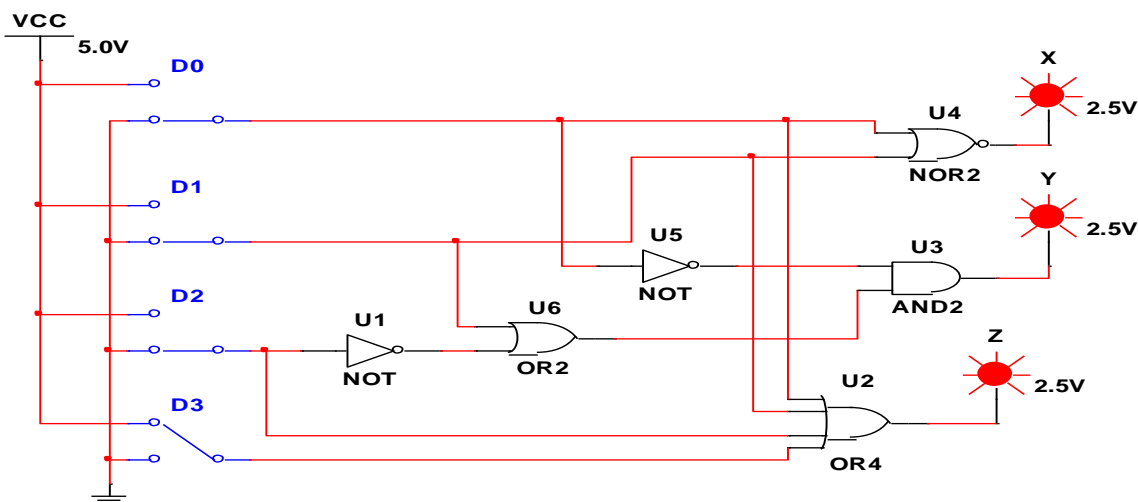 VCC
5.0V
D0
X
2.5V
U4
NOR2
D1
Y
2.5V
U5
NOT
U3
AND2
D2
U1
NOT
U6
OR2
Z
2.5V
D3
U2
OR4